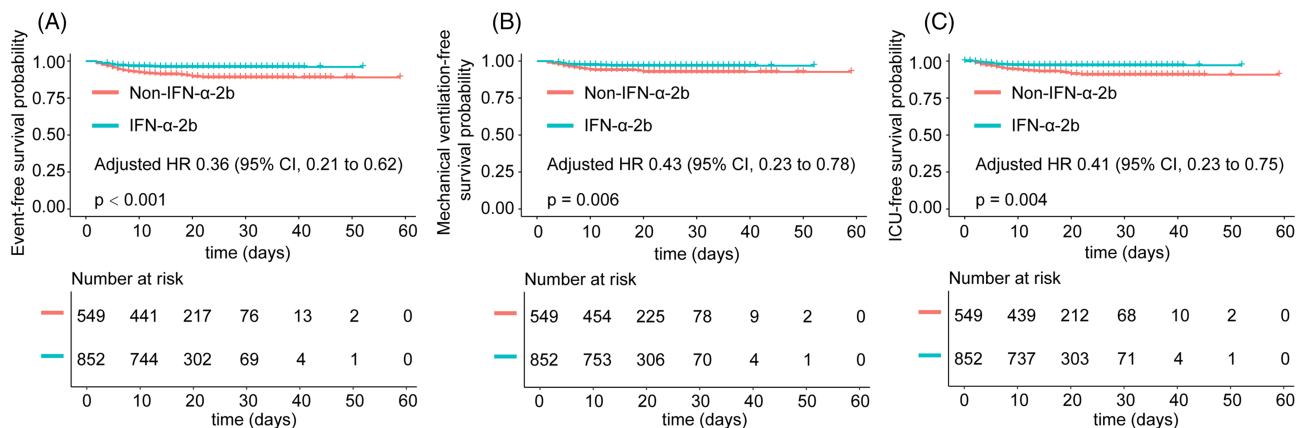 (A)
Event-free survival probability
1.00
0.75
0.50
0.25
0.00
Non-IFN-α-2b
IFN-α-2b
Adjusted HR 0.36 (95% CI, 0.21 to 0.62)
p < 0.001
0 10 20 30 40 50 60
time (days)
Number at risk
549 441 217 76 13 2 0
852 744 302 69 4 1 0
0 10 20 30 40 50 60
time (days)
(B)
Mechanical ventilation-free
survival probability
1.00
0.75
0.50
0.25
0.00
Non-IFN-α-2b
IFN-α-2b
Adjusted HR 0.43 (95% CI, 0.23 to 0.78)
p = 0.006
0 10 20 30 40 50 60
time (days)
Number at risk
549 454 225 78 9 2 0
852 753 306 70 4 1 0
0 10 20 30 40 50 60
time (days)
(C)
ICU-free survival probability
1.00
0.75
0.50
0.25
0.00
Non-IFN-α-2b
IFN-α-2b
Adjusted HR 0.41 (95% CI, 0.23 to 0.75)
p = 0.004
0 10 20 30 40 50 60
time (days)
Number at risk
549 439 212 68 10 2 0
852 737 303 71 4 1 0
0 10 20 30 40 50 60
time (days)